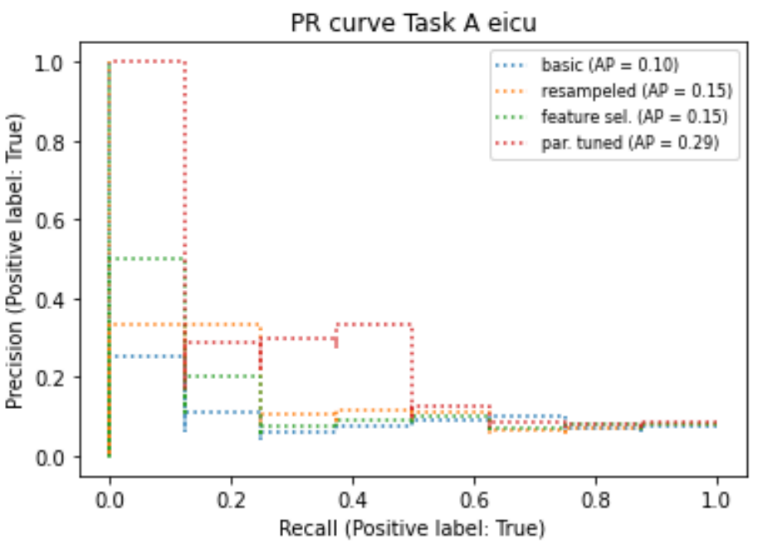 PR curve Task A eicu
basic (AP = 0.10)
resampeled (AP = 0.15)
feature sel. (AP = 0.15)
par. tuned (AP = 0.29)
Precision (Positive label: True)
1.0
0.8
0.6
0.4
0.2
0.0
0.0 0.2 0.4 0.6 0.8 1.0
Recall (Positive label: True)